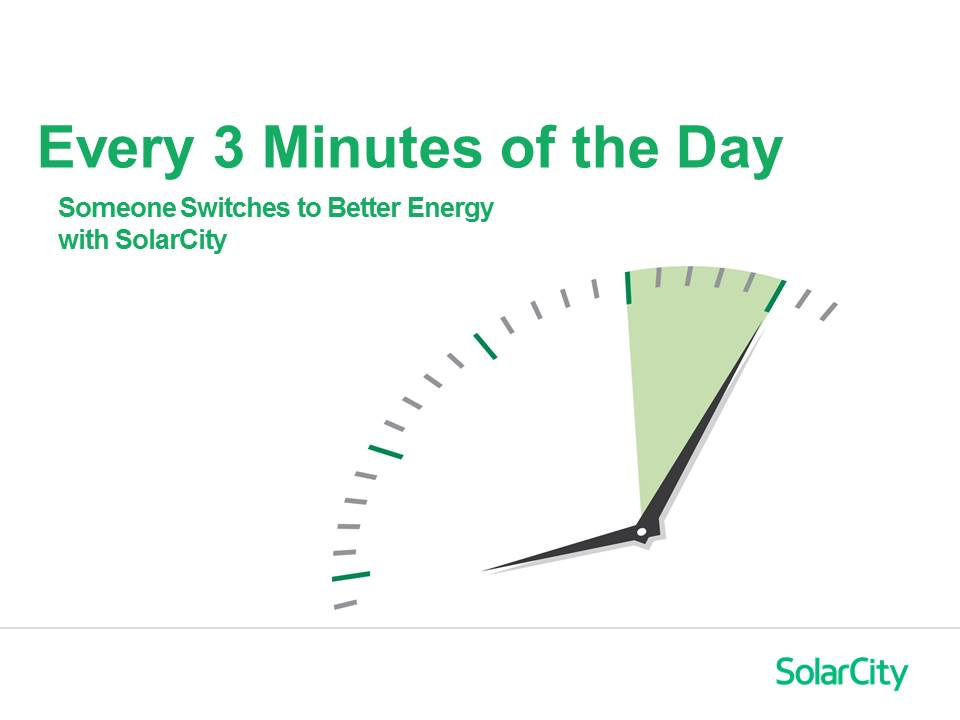 Every 3 Minutes of the Day
Someone Switches to Better Energy
with SolarCity
SolarCity